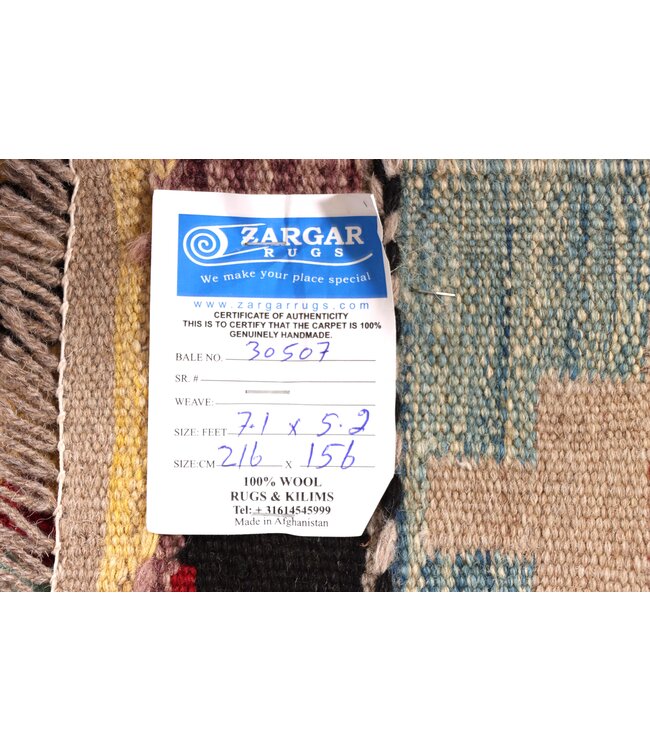 ZARGAR
RUGS
We make your place special
www.zargarrugs.com
CERTIFICATE OF AUTHENTICITY
THIS IS TO CERTIFY THAT THE CARPET IS 100%
GENUINELY HANDMADE.
BALE NO. 30507
SR. #
WEAVE:
SIZE: FEET 7.1 x 5.2
SIZE:CM 216 X 156
100% WOOL
RUGS & KILIMS
Tel: + 31614545999
Made in Afghanistan